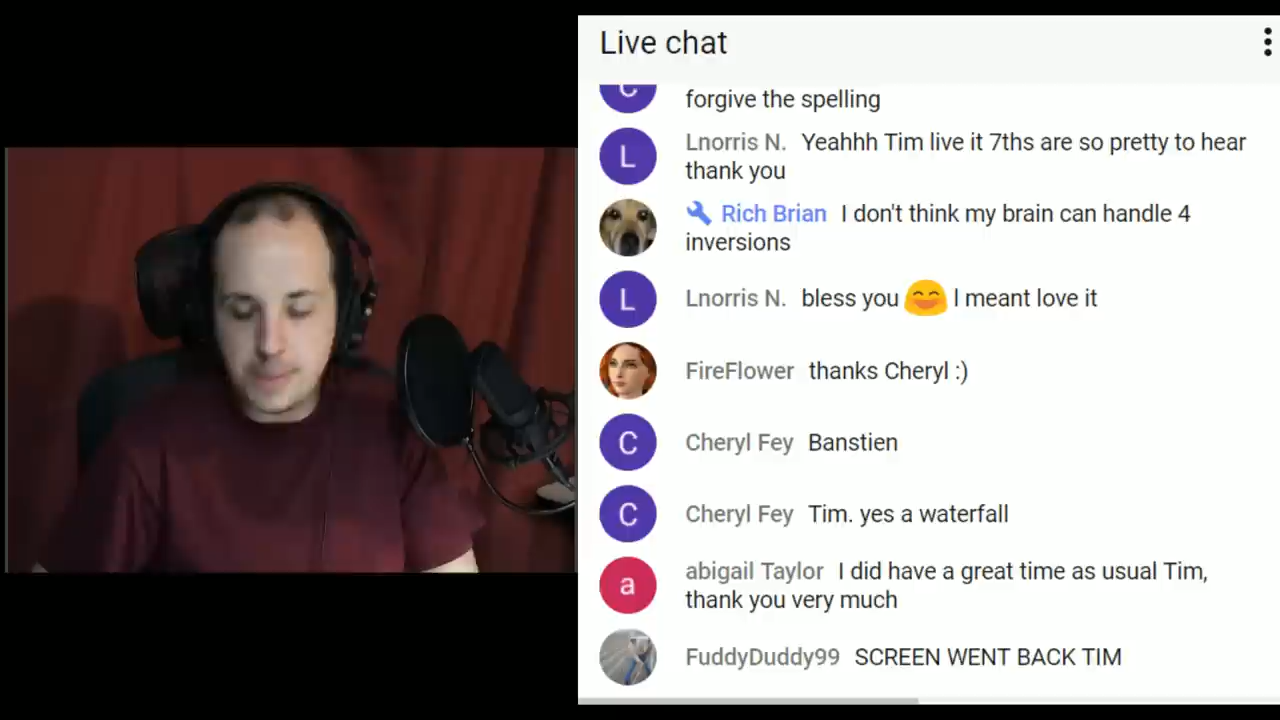 Live chat
C
forgive the spelling
L
Lnorris N. Yeahhh Tim live it 7ths are so pretty to hear
thank you
Rich Brian I don't think my brain can handle 4
inversions
L
Lnorris N. bless you 😄 I meant love it
FireFlower thanks Cheryl :)
C
Cheryl Fey Banstien
C
Cheryl Fey Tim. yes a waterfall
a
abigail Taylor I did have a great time as usual Tim,
thank you very much
FuddyDuddy99 SCREEN WENT BACK TIM